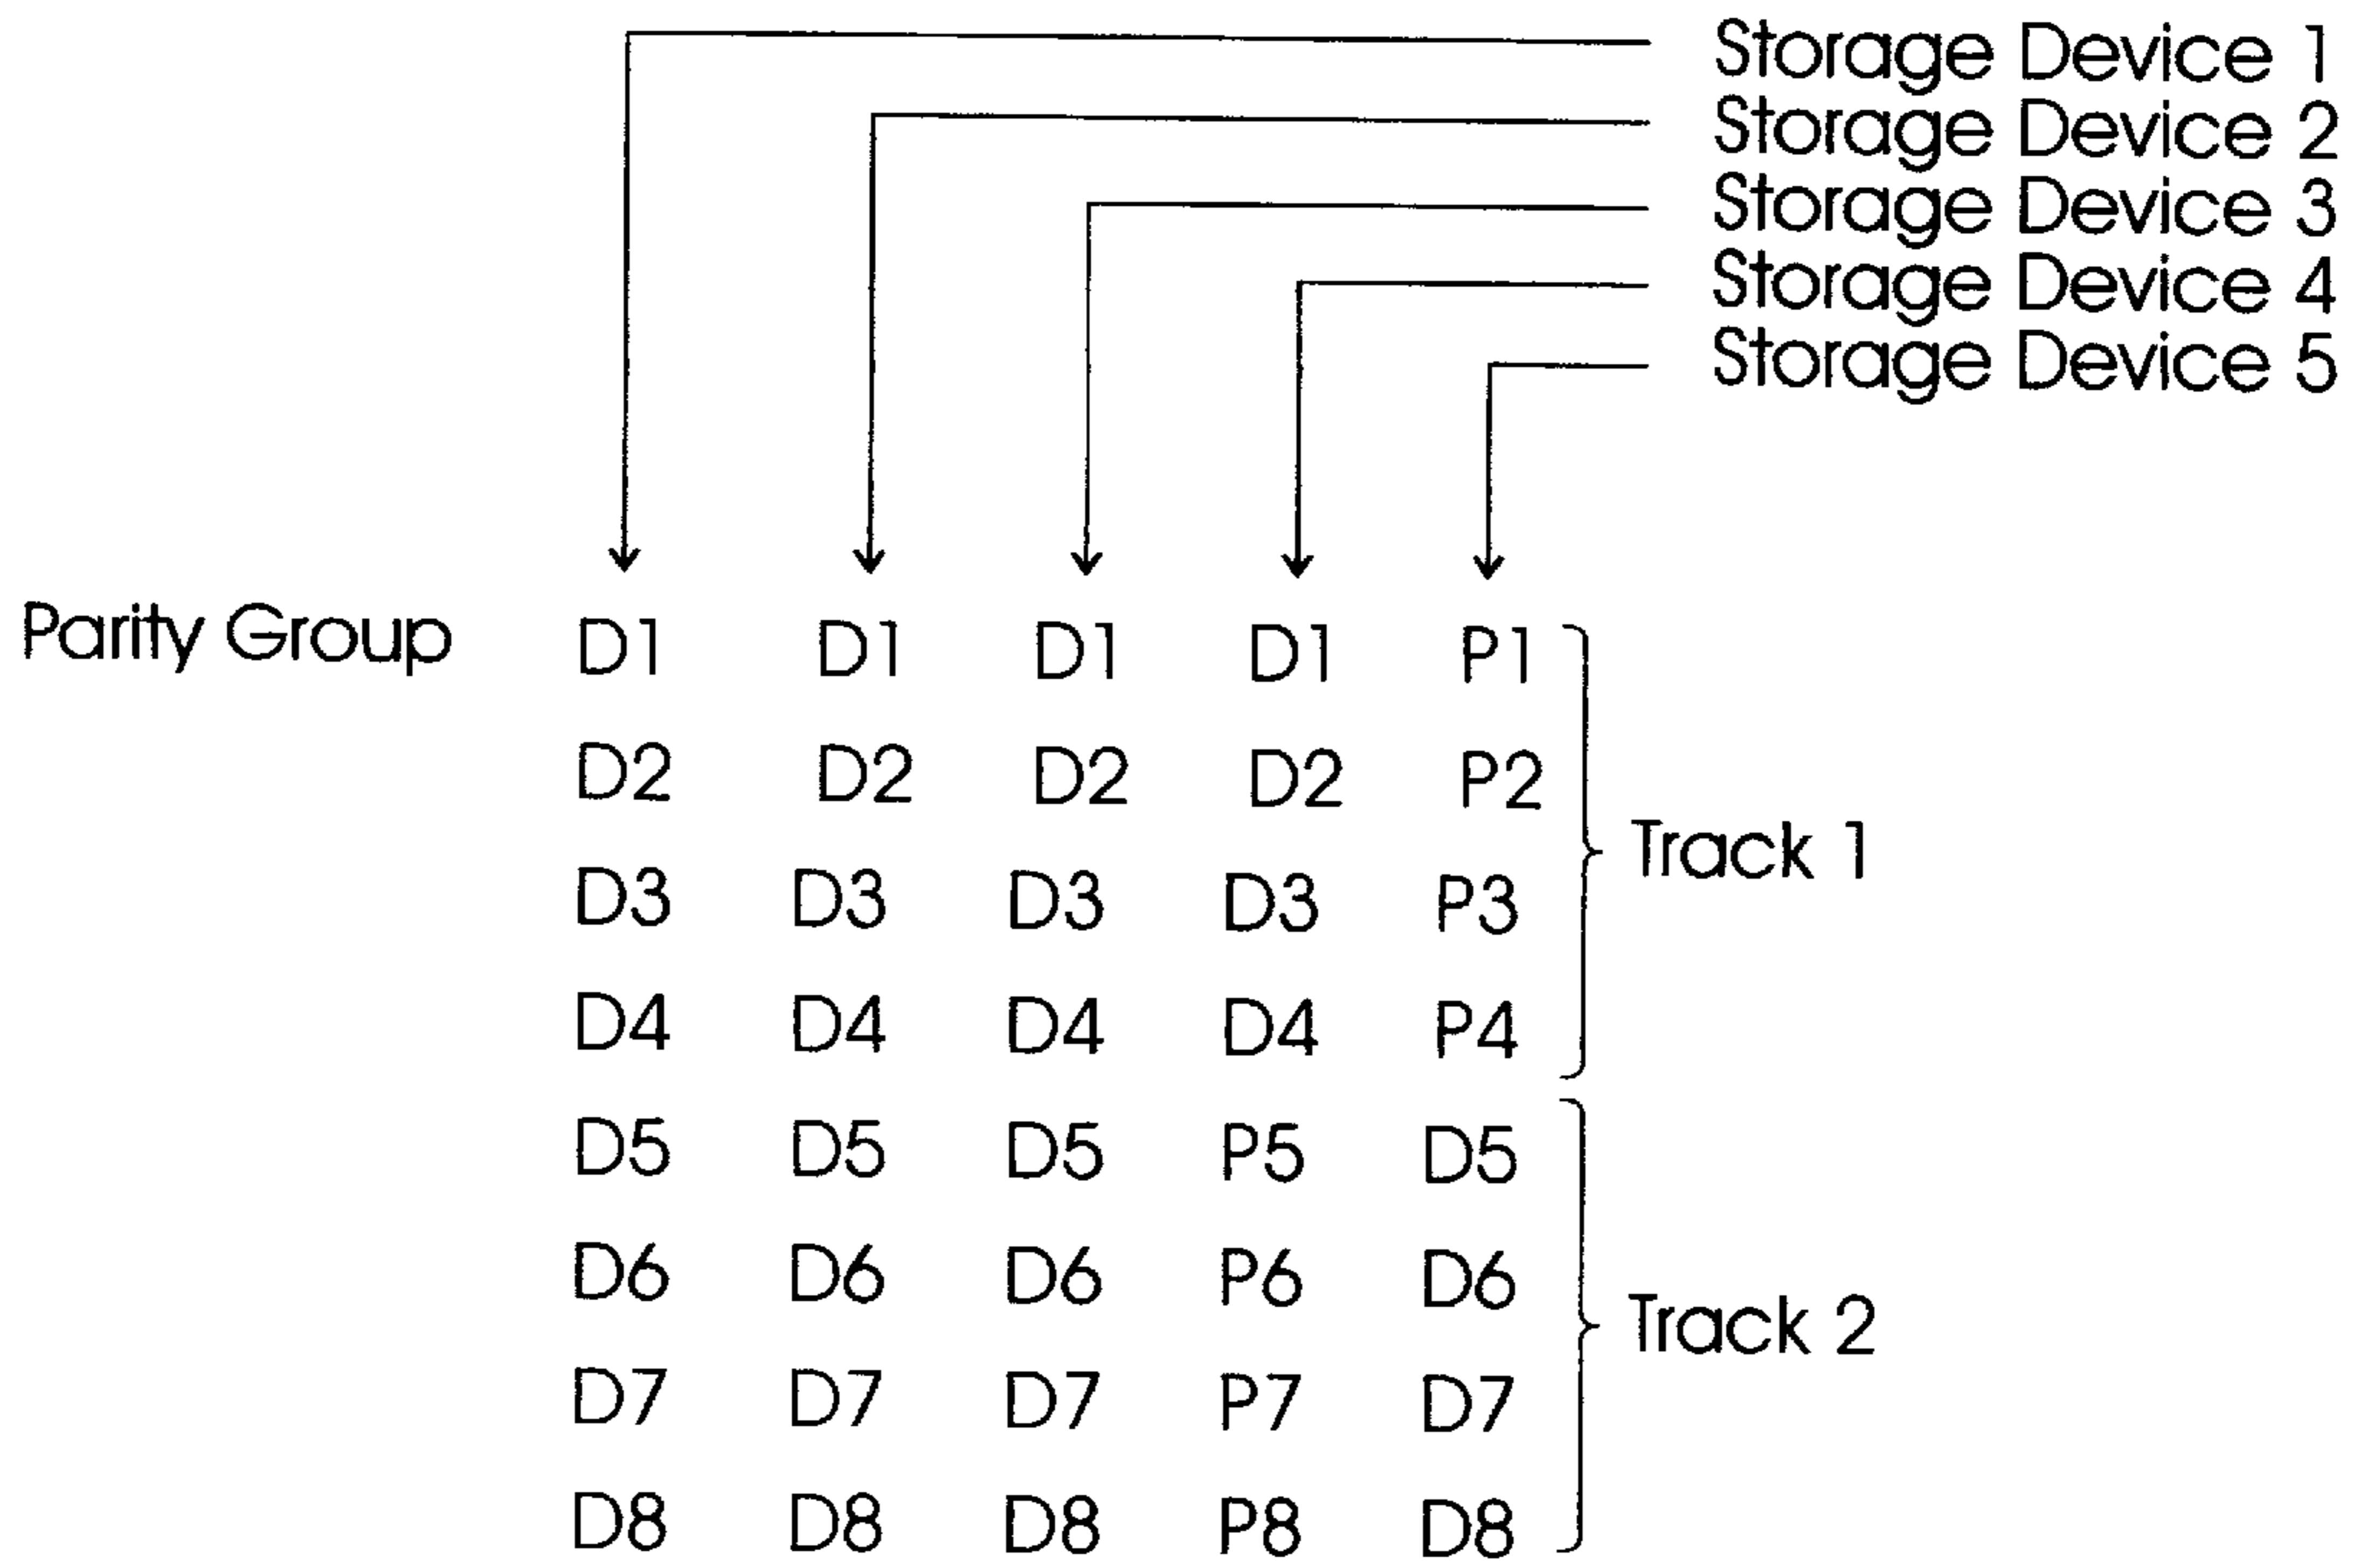 Storage Device 1
Storage Device 2
Storage Device 3
Storage Device 4
Storage Device 5
Parity Group D1 D1 D1 D1 P1
D2 D2 D2 D2 P2
Track 1
D3 D3 D3 D3 P3
D4 D4 D4 D4 P4
D5 D5 D5 P5 D5
D6 D6 D6 P6 D6
Track 2
D7 D7 D7 P7 D7
D8 D8 D8 P8 D8